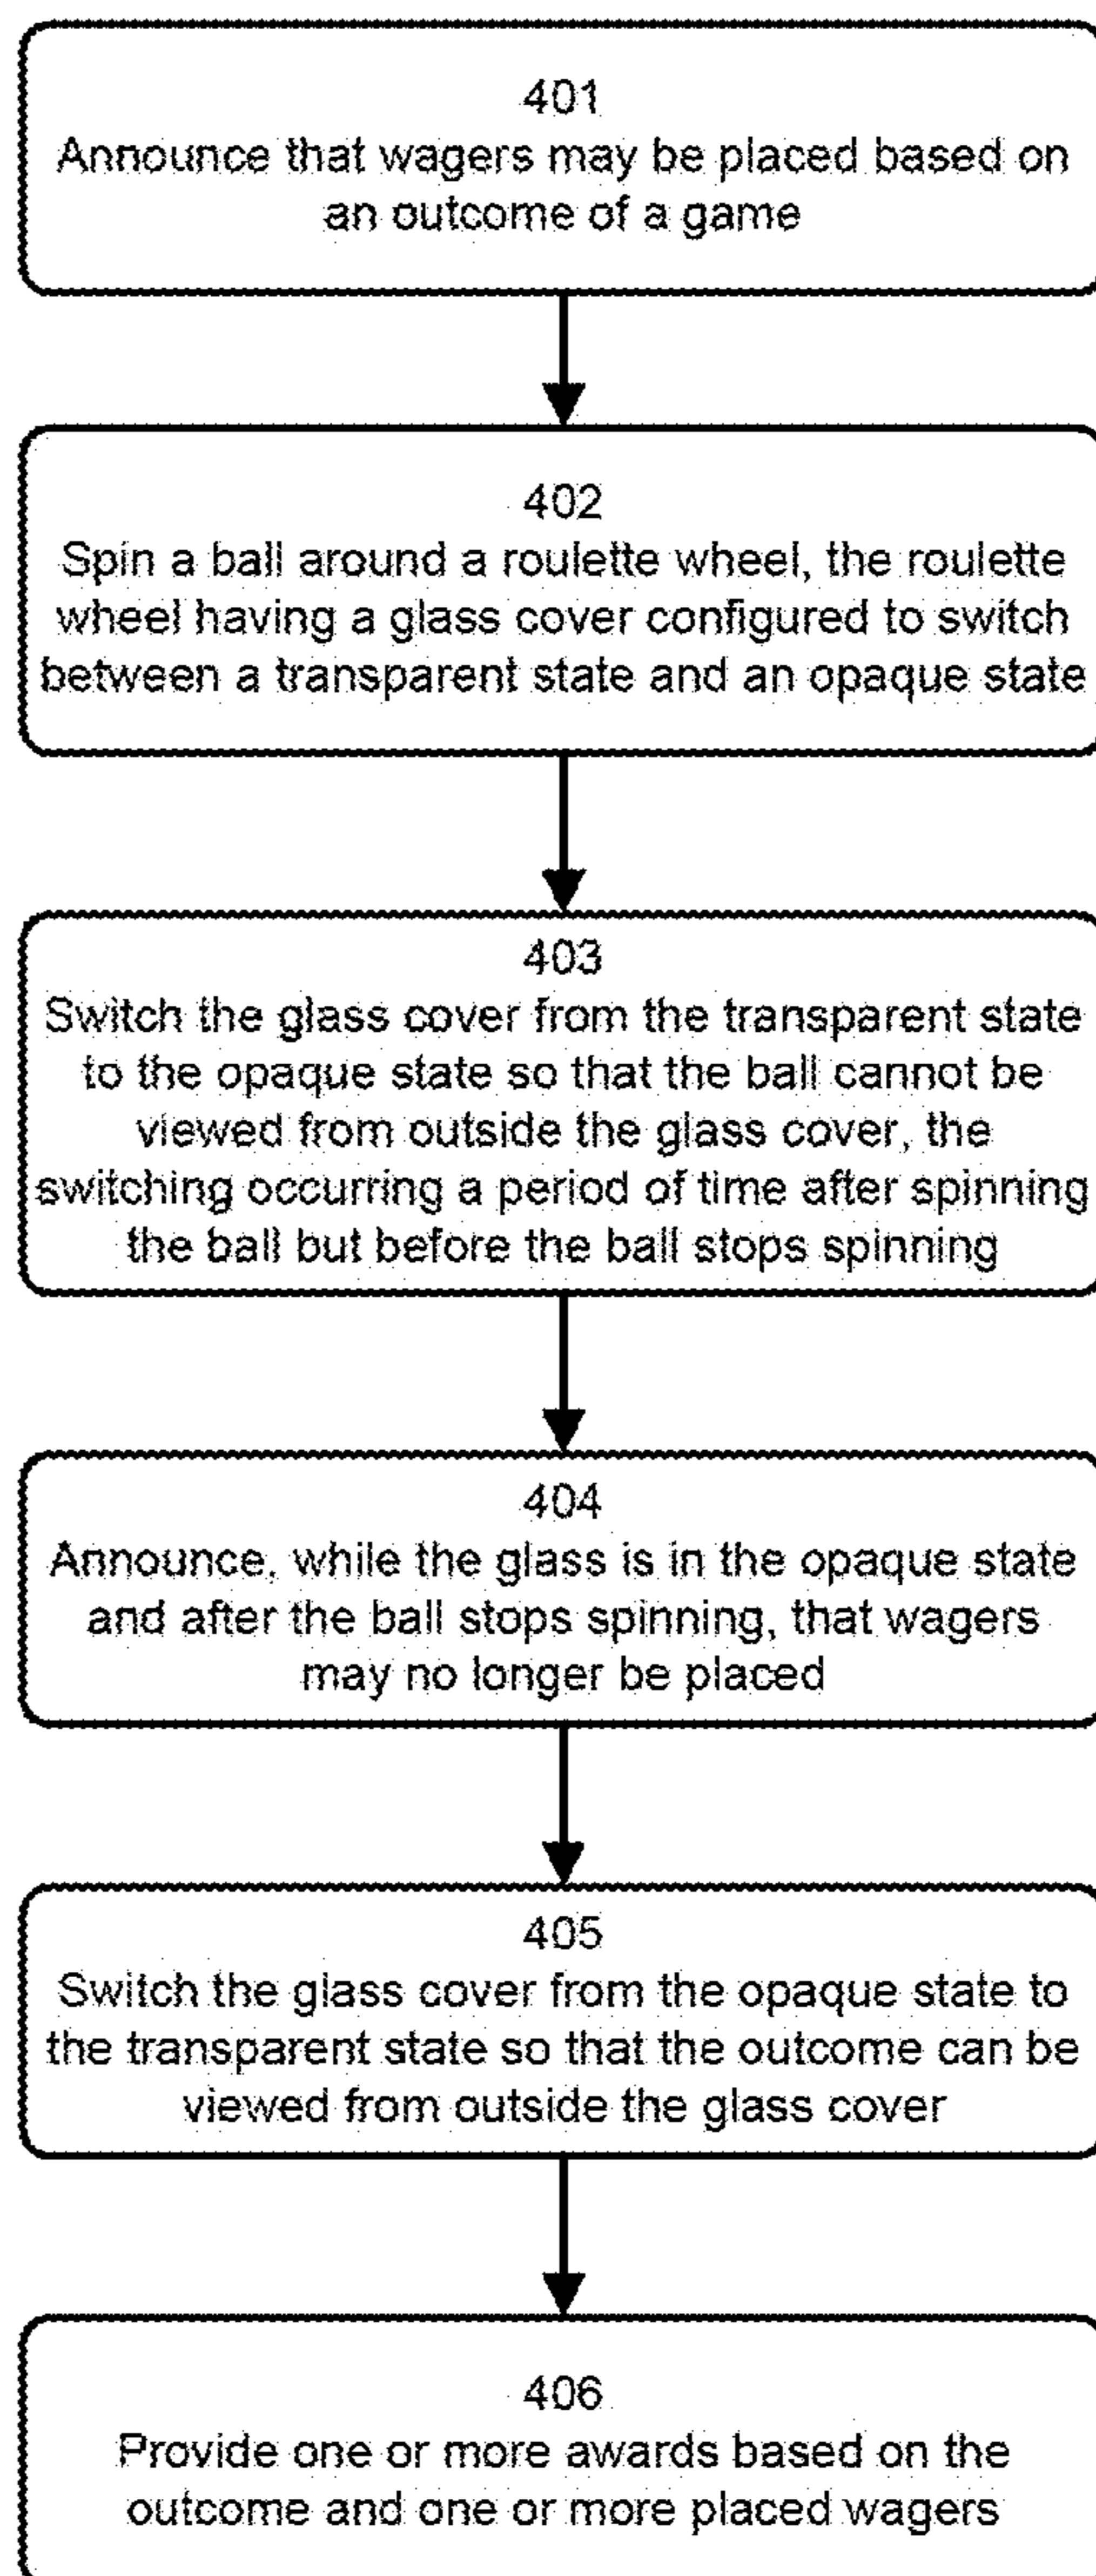 401
Announce that wagers may be placed based on
an outcome of a game
402
Spin a ball around a roulette wheel, the roulette
wheel having a glass cover configured to switch
between a transparent state and an opaque state
403
Switch the glass cover from the transparent state
to the opaque state so that the ball cannot be
viewed from outside the glass cover, the
switching occurring a period of time after spinning
the ball but before the ball stops spinning
404
Announce, while the glass is in the opaque state
and after the ball stops spinning, that wagers
may no longer be placed
405
Switch the glass cover from the opaque state to
the transparent state so that the outcome can be
viewed from outside the glass cover
406
Provide one or more awards based on the
outcome and one or more placed wagers